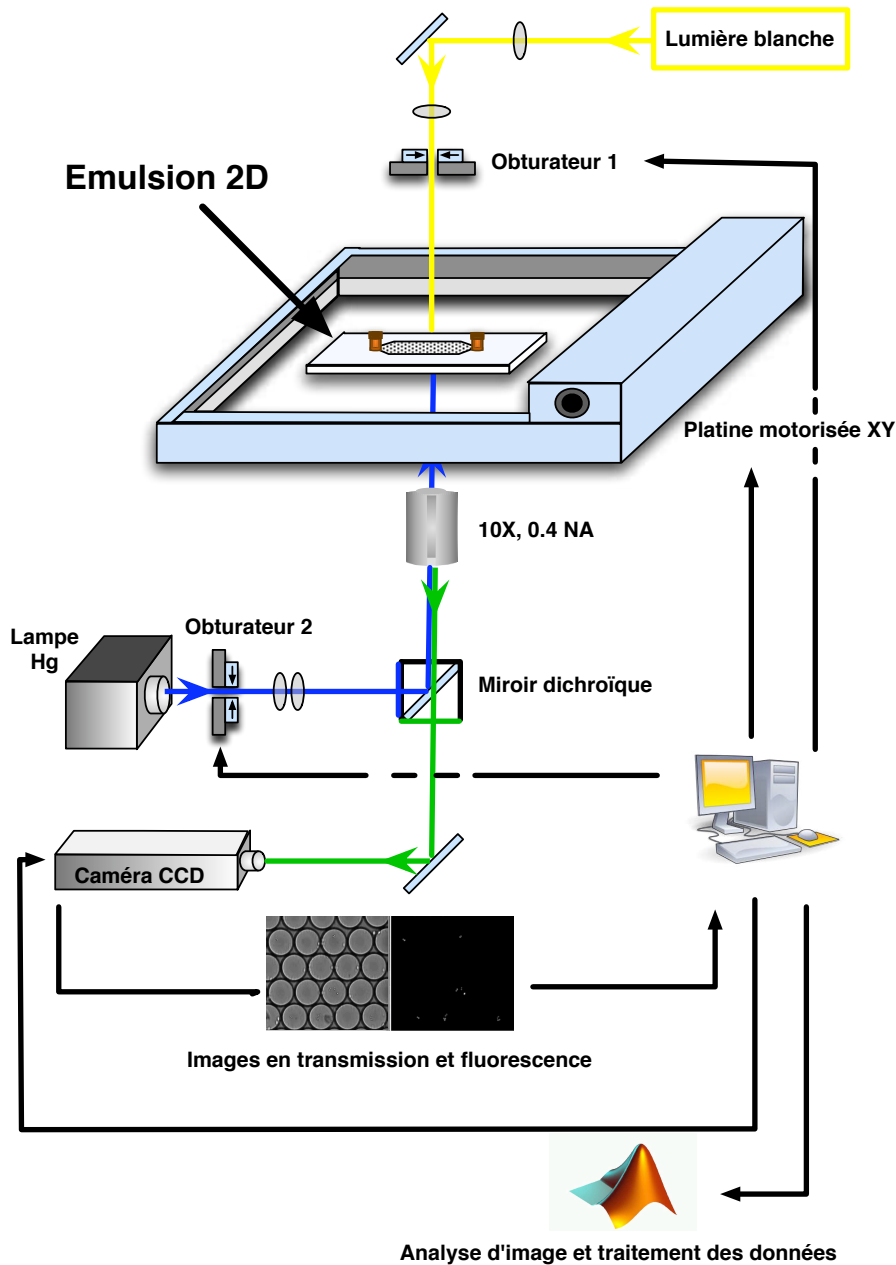 Lumière blanche
Obturateur 1
Emulsion 2D
Platine motorisée XY
10X, 0.4 NA
Obturateur 2
Lampe
Hg
Miroir dichroïque
Caméra CCD
Images en transmission et fluorescence
Analyse d'image et traitement des données